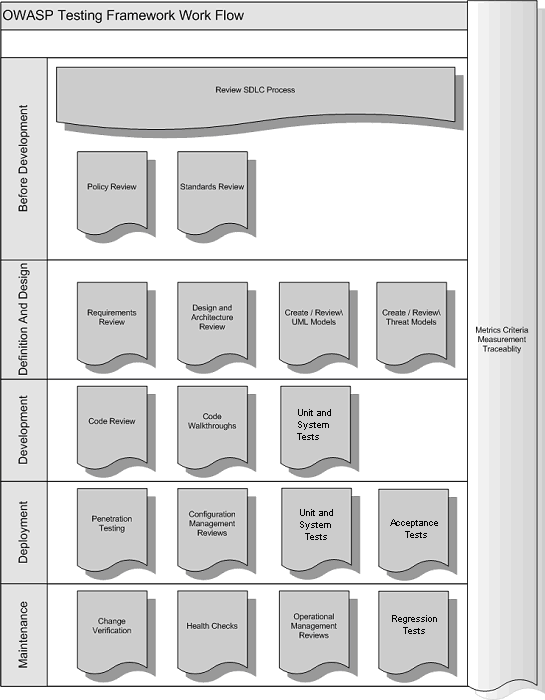 OWASP Testing Framework Work Flow
Before Development
Review SDLC Process
Policy Review
Standards Review
Definition And Design
Requirements
Review
Design and
Architecture
Review
Create / Review\
UML Models
Create / Review\
Threat Models
Metrics Criteria
Measurement
Traceablity
Development
Code Review
Code
Walkthroughs
Unit and
System
Tests
Deployment
Penetration
Testing
Configuration
Management
Reviews
Unit and
System
Tests
Acceptance
Tests
Maintenance
Change
Verification
Health Checks
Operational
Management
Reviews
Regression
Tests